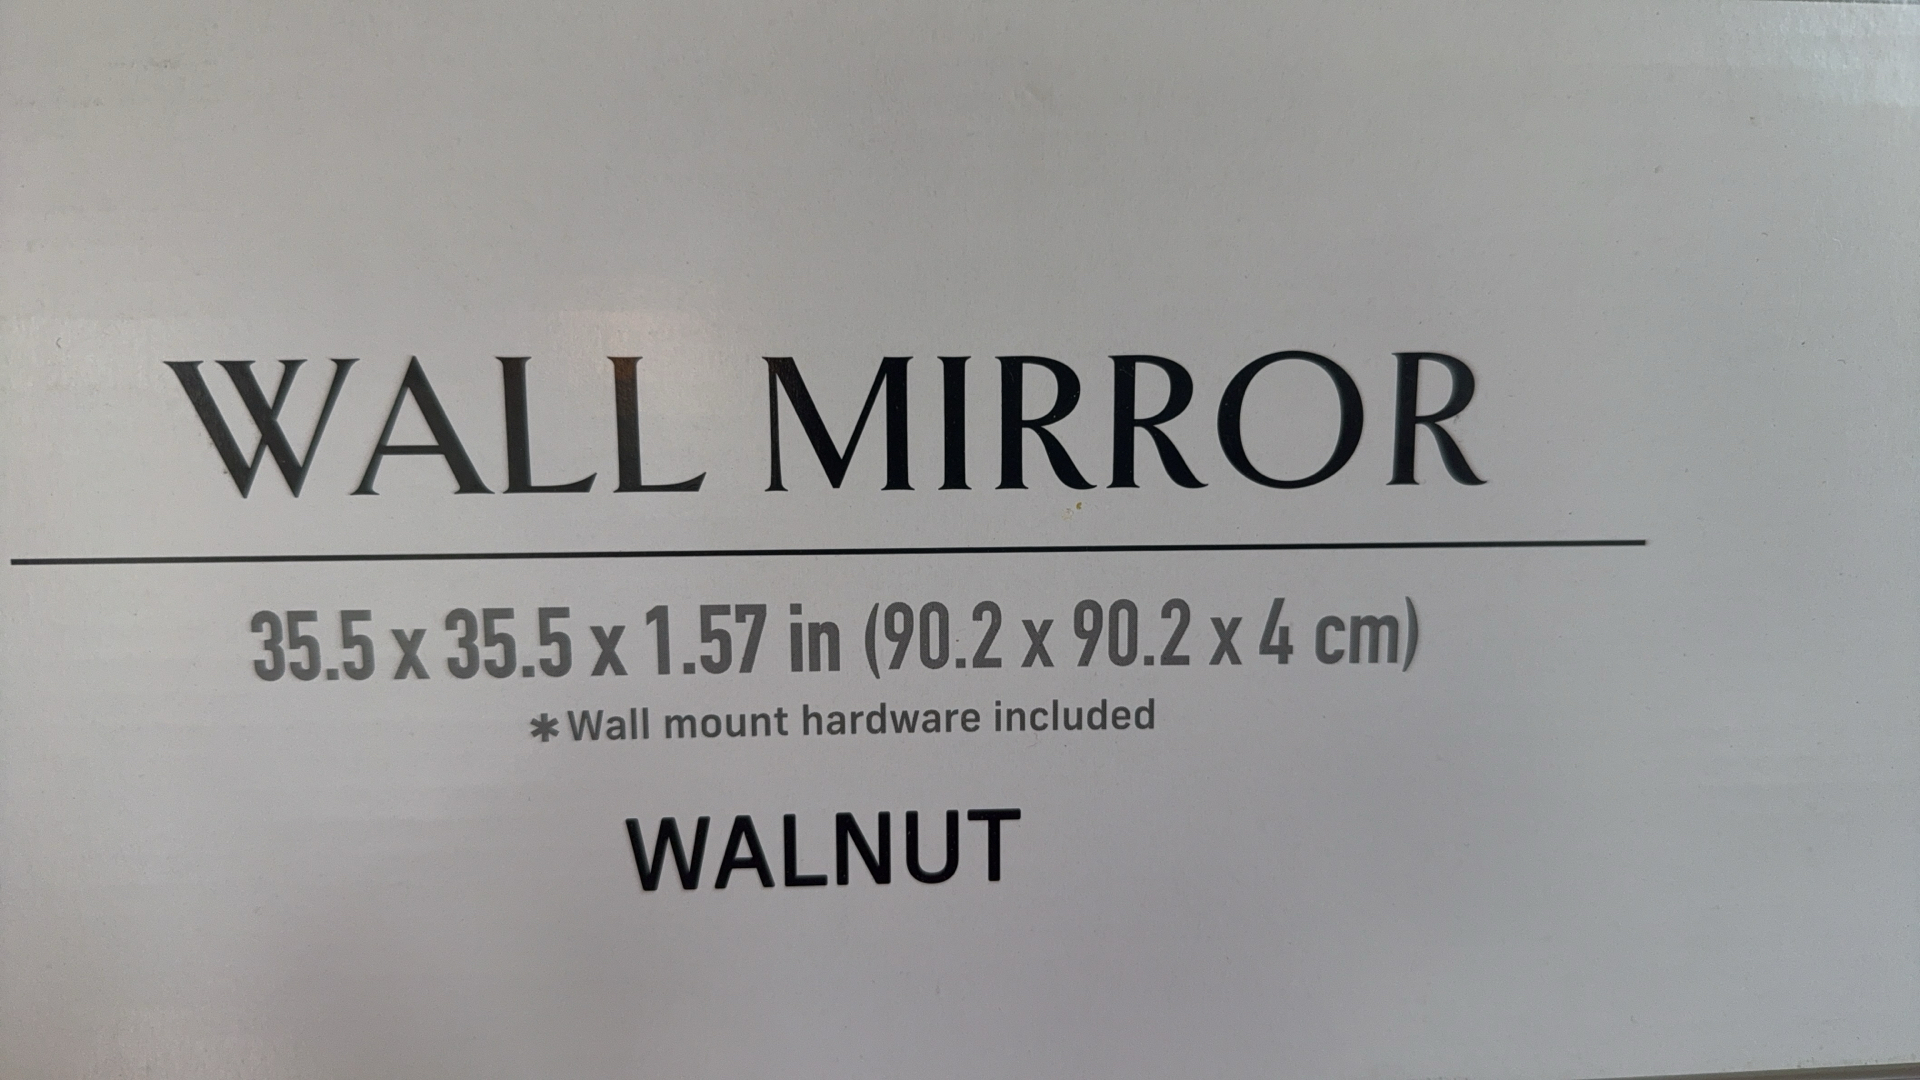 WALL MIRROR
35.5 x 35.5 x 1.57 in (90.2 x 90.2 x 4 cm)
*Wall mount hardware included
WALNUT